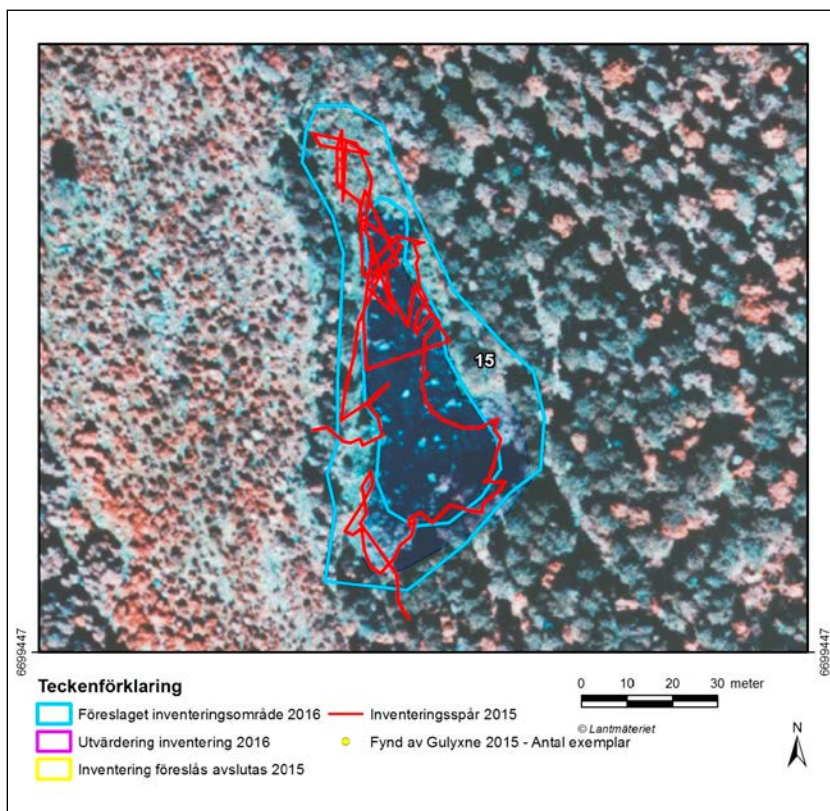 15
6699447
6699447
Teckenförklaring
Föreslaget inventeringsområde 2016
Utvärdering inventering 2016
Inventering föreslås avslutas 2015
Inventeringsspår 2015
Fynd av Gulyxne 2015 - Antal exemplar
0 10 20 30 meter
© Lantmäteriet
N